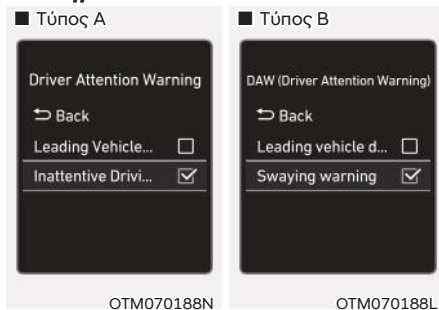 ■ Τύπος A
Driver Attention Warning
⮌ Back
Leading Vehicle...
Inattentive Drivi...
OTM070188N
■ Τύπος B
DAW (Driver Attention Warning)
⮌ Back
Leading vehicle d...
Swaying warning
OTM070188L